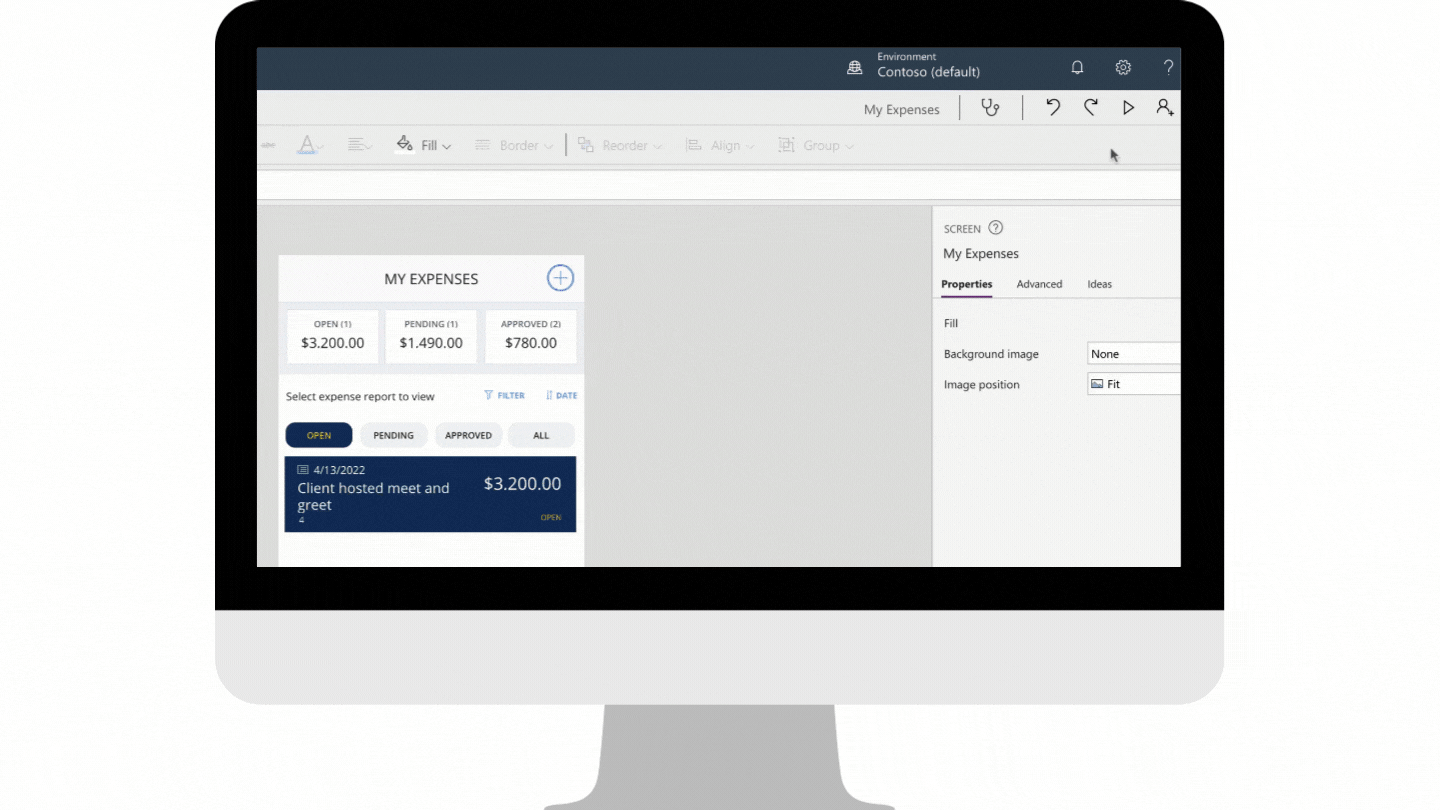 Environment
Contoso (default)
?
My Expenses
abc
A
Fill
Border
Reorder
Align
Group
SCREEN ?
My Expenses
Properties Advanced Ideas
Fill
Background image None
Image position Fit
MY EXPENSES
OPEN (1) PENDING (1) APPROVED (2)
$3.200.00 $1.490.00 $780.00
Select expense report to view FILTER DATE
OPEN PENDING APPROVED ALL
4/13/2022
Client hosted meet and
greet
$3.200.00
4
OPEN